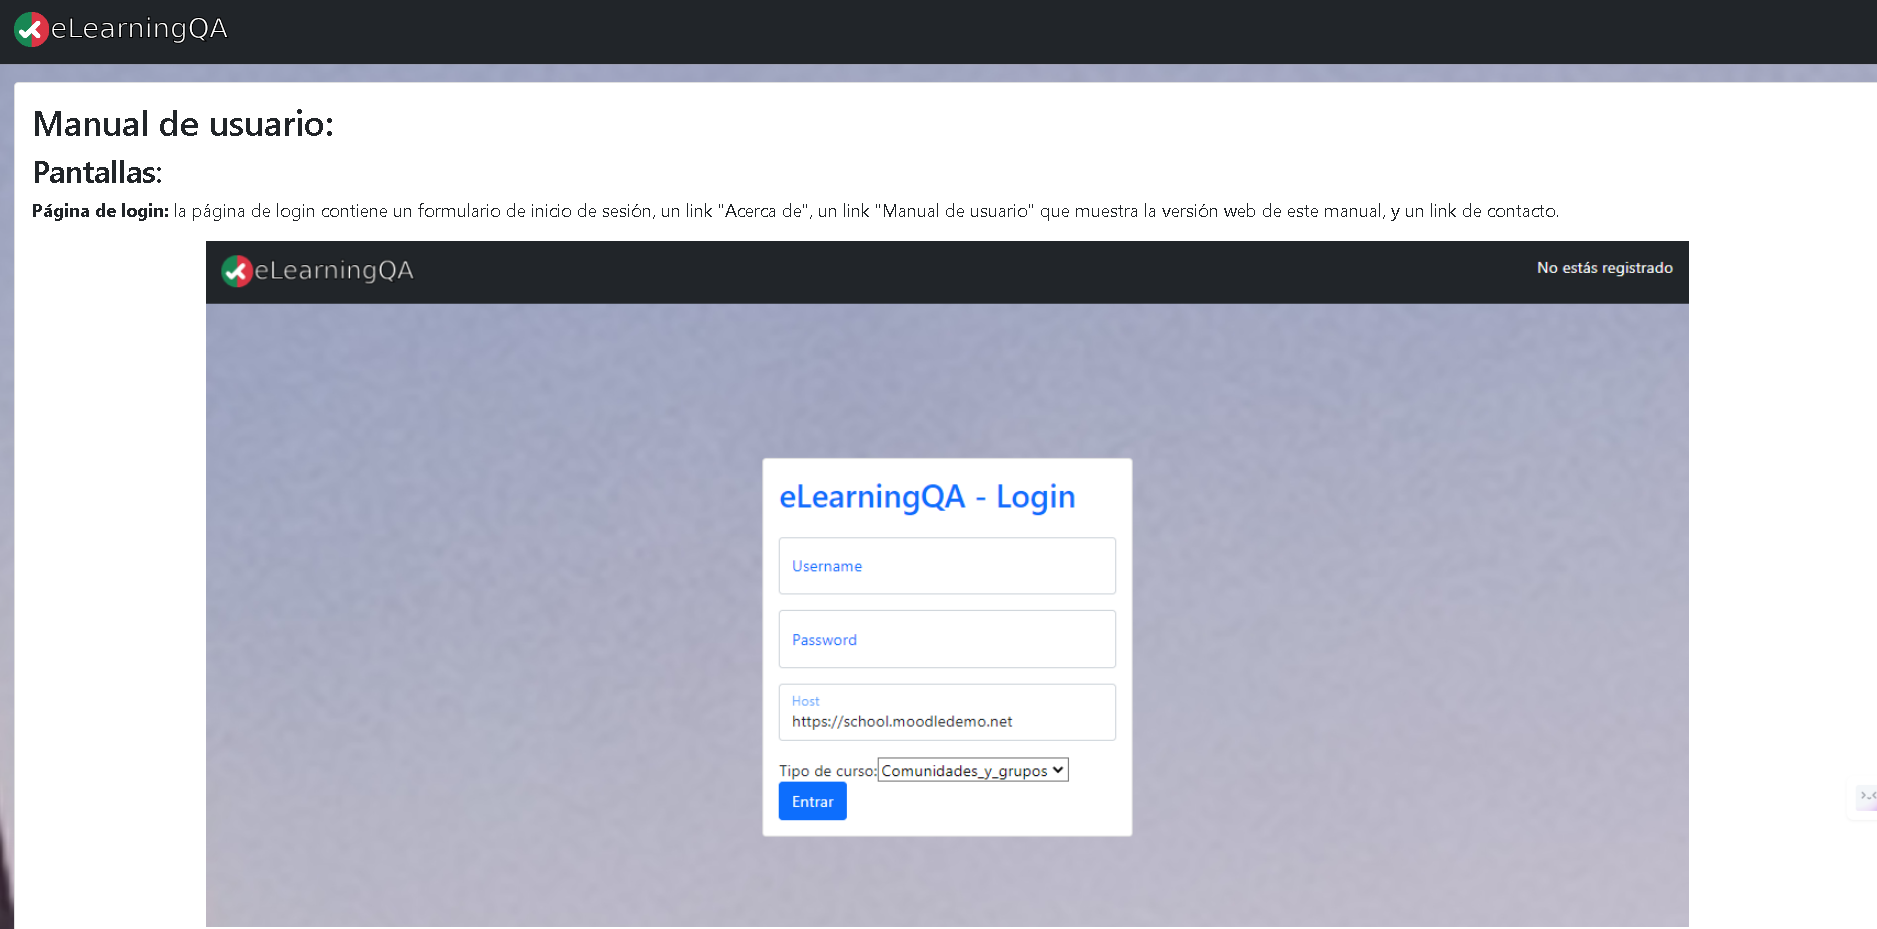 eLearningQA
Manual de usuario:
Pantallas:
Página de login: la página de login contiene un formulario de inicio de sesión, un link "Acerca de", un link "Manual de usuario" que muestra la versión web de este manual, y un link de contacto.
eLearningQA
No estás registrado
eLearningQA - Login
Username
Password
Host
https://school.moodledemo.net
Tipo de curso: Comunidades_y_grupos
Entrar